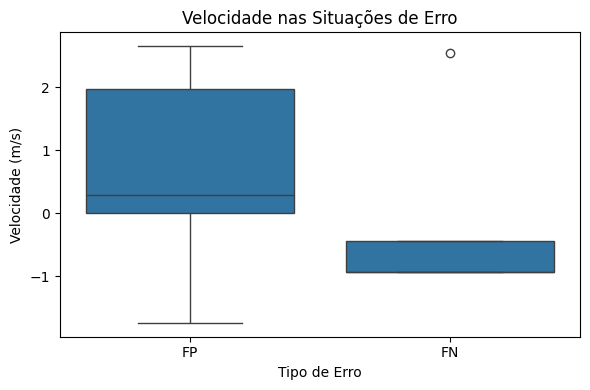 Velocidade nas Situações de Erro
Velocidade (m/s)
2
1
0
−1
FP
FN
Tipo de Erro